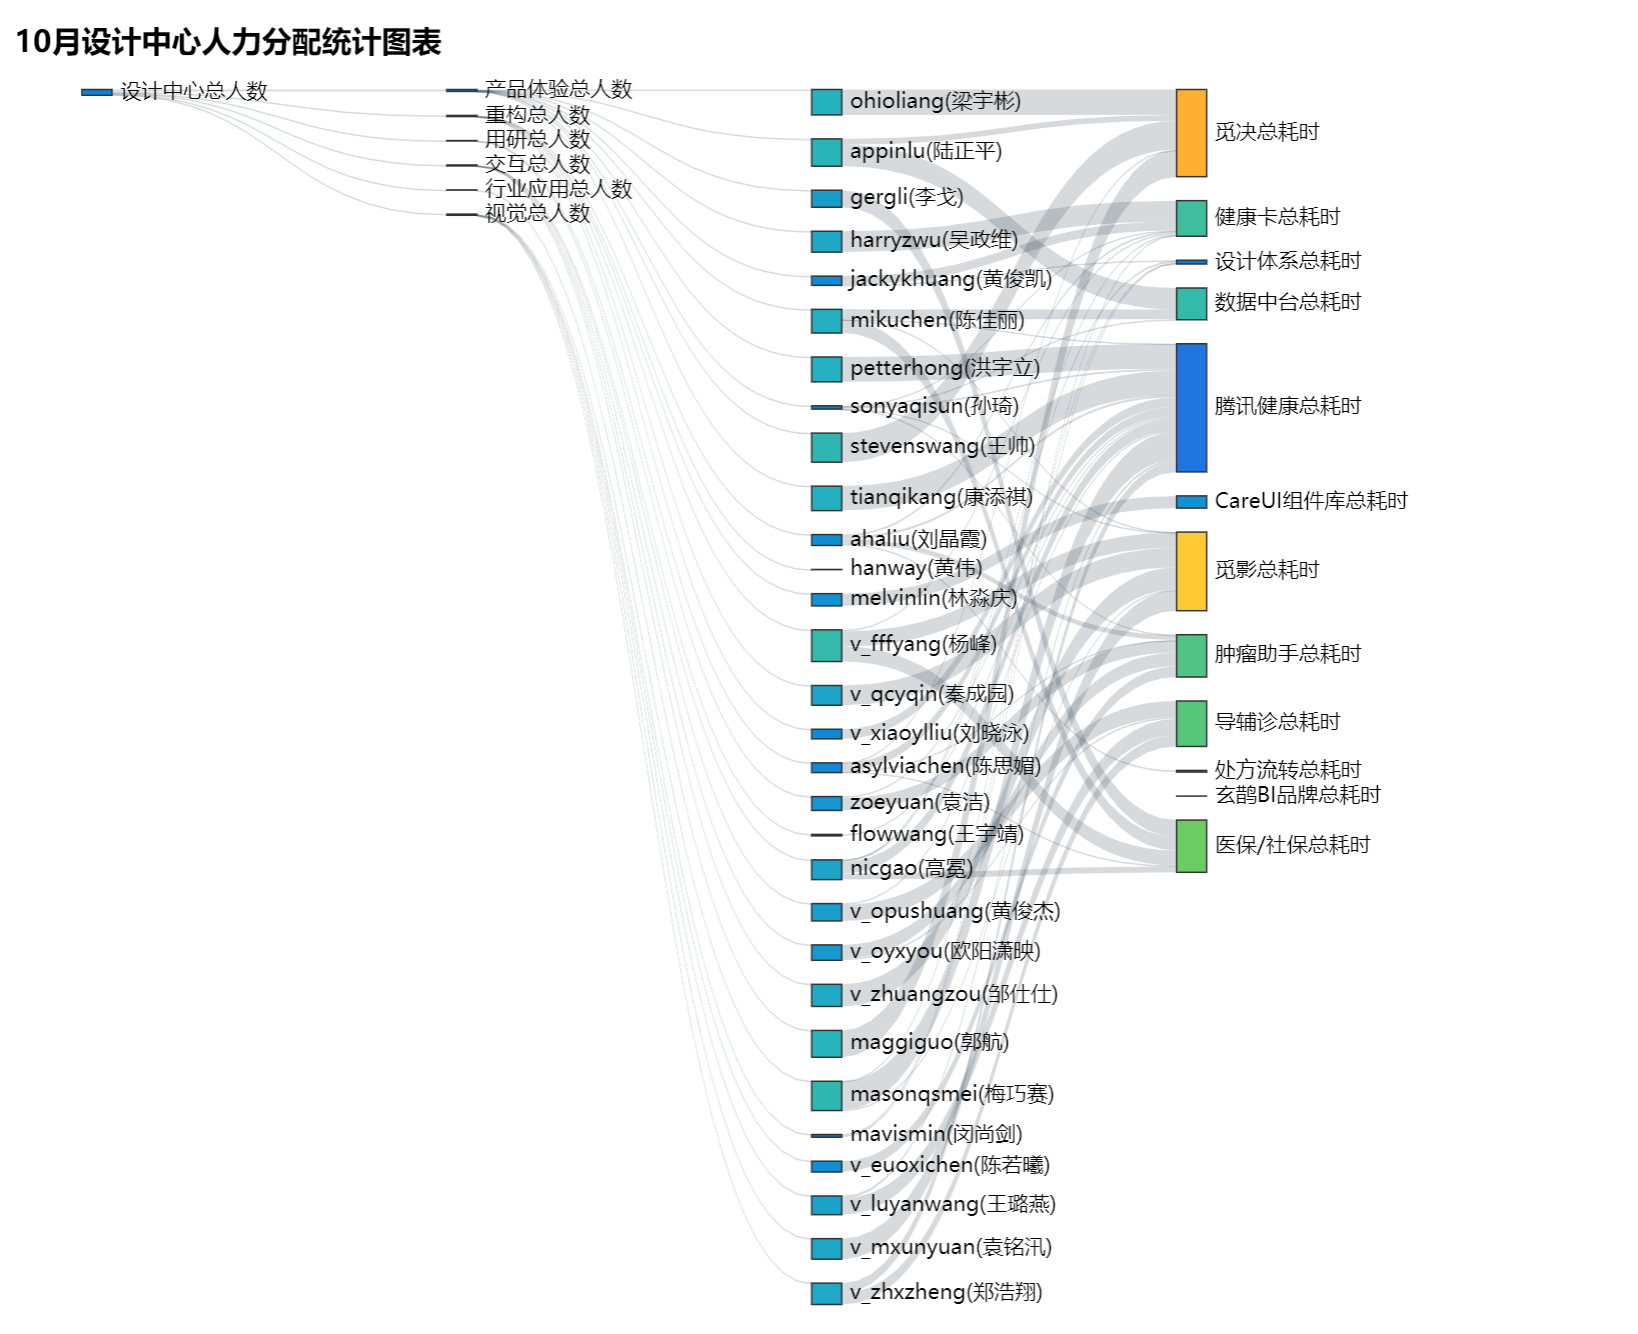 10月设计中心人力分配统计图表
设计中心总人数
产品体验总人数
重构总人数
用研总人数
交互总人数
行业应用总人数
视觉总人数
ohioliang(梁宇彬)
appinlu(陆正平)
gergli(李戈)
harryzwu(吴政维)
jackykhuang(黄俊凯)
mikuchen(陈佳丽)
petterhong(洪宇立)
sonyaqisun(孙琦)
stevenswang(王帅)
tianqikang(康添祺)
ahaliu(刘晶霞)
hanway(黄伟)
melvinlin(林淼庆)
v_fffyang(杨峰)
v_qcyqin(秦成园)
v_xiaoylliu(刘晓泳)
asylviachen(陈思媚)
zoeyuan(袁洁)
flowwang(王宇靖)
nicgao(高冕)
v_opushuang(黄俊杰)
v_oyxyou(欧阳潇映)
v_zhuangzou(邹仕仕)
maggiguo(郭航)
masonqsmei(梅巧赛)
mavismin(闵尚剑)
v_euoxichen(陈若曦)
v_luyanwang(王璐燕)
v_mxunyuan(袁铭汛)
v_zhxzheng(郑浩翔)
觅决总耗时
健康卡总耗时
设计体系总耗时
数据中台总耗时
腾讯健康总耗时
CareUI组件库总耗时
觅影总耗时
肿瘤助手总耗时
导辅诊总耗时
处方流转总耗时
玄鹊BI品牌总耗时
医保/社保总耗时